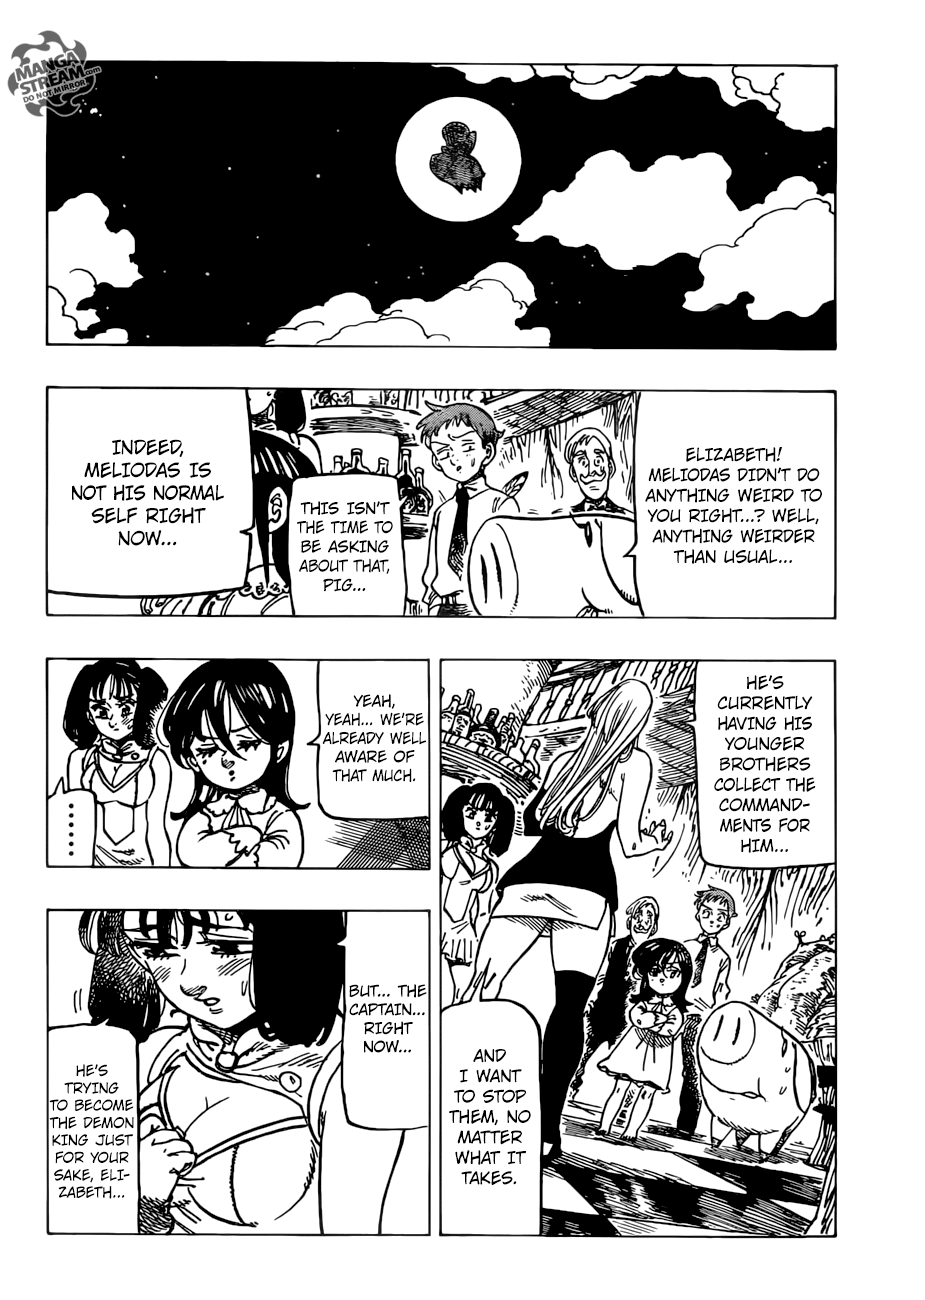 MANGA
STREAM.com
DO NOT MIRROR
ELIZABETH!
MELIODAS DIDN'T DO
ANYTHING WEIRD TO
YOU RIGHT...? WELL,
ANYTHING WEIRDER
THAN USUAL...
THIS ISN'T
THE TIME TO
BE ASKING
ABOUT THAT,
PIG...
INDEED,
MELIODAS IS
NOT HIS NORMAL
SELF RIGHT
NOW...
HE'S
CURRENTLY
HAVING HIS
YOUNGER
BROTHERS
COLLECT THE
COMMAND-
MENTS FOR
HIM...
AND
I WANT
TO STOP
THEM, NO
MATTER
WHAT IT
TAKES.
YEAH,
YEAH... WE'RE
ALREADY WELL
AWARE OF
THAT MUCH.
......
BUT... THE
CAPTAIN...
RIGHT
NOW...
HE'S
TRYING
TO BECOME
THE DEMON
KING JUST
FOR YOUR
SAKE, ELI-
ZABETH...